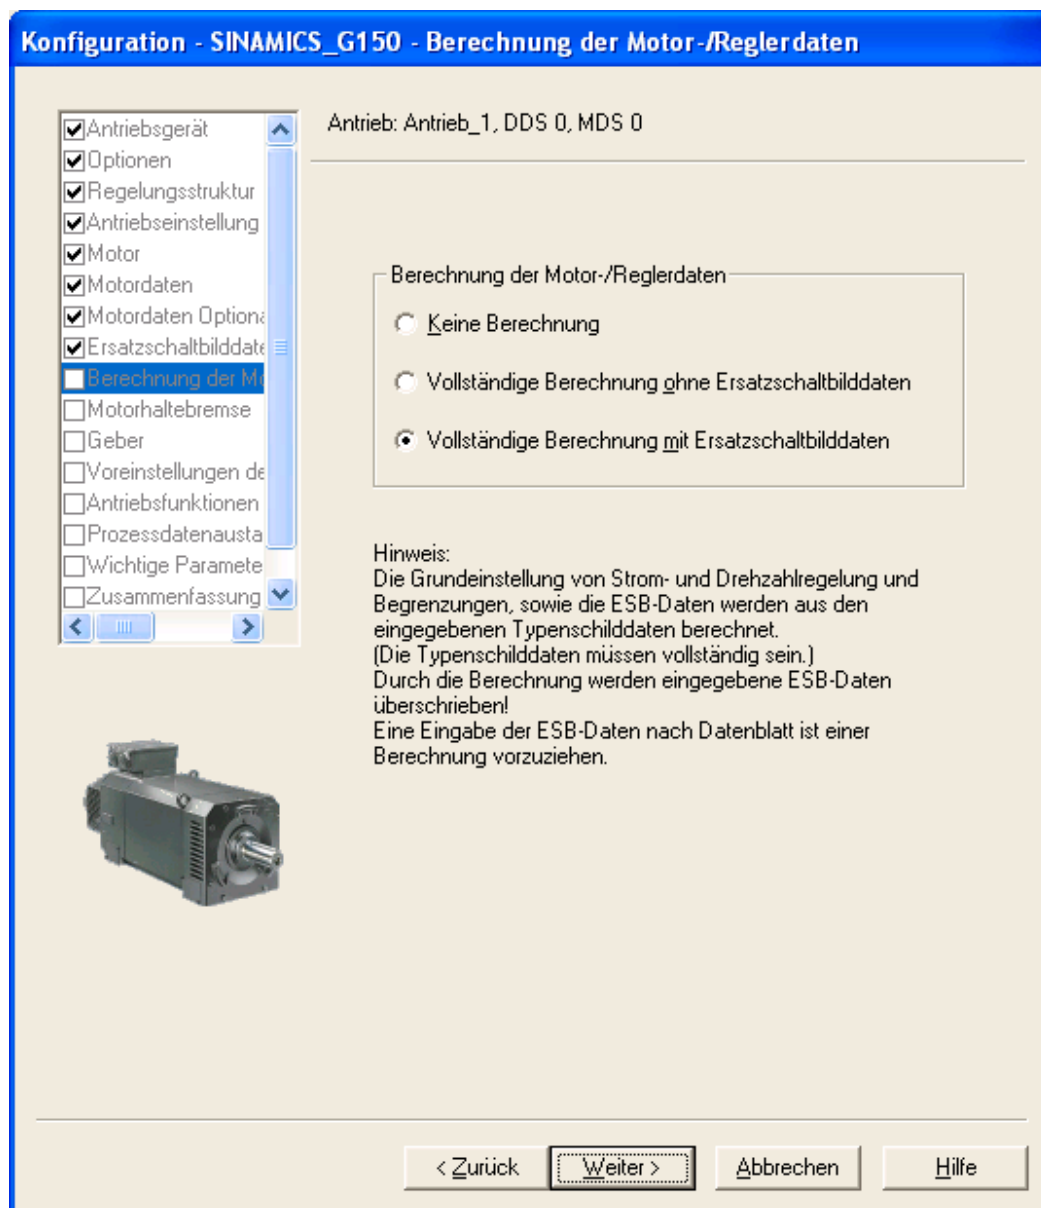 Konfiguration - SINAMICS_G150 - Berechnung der Motor-/Reglerdaten
Antriebsgerät
Optionen
Regelungsstruktur
Antriebseinstellung
Motor
Motordaten
Motordaten Optiona
Ersatzschaltbilddate
Berechnung der Mo
Motorhaltebremse
Geber
Voreinstellungen de
Antriebsfunktionen
Prozessdatenausta
Wichtige Paramete
Zusammenfassung
Antrieb: Antrieb_1, DDS 0, MDS 0
Berechnung der Motor-/Reglerdaten
Keine Berechnung
Vollständige Berechnung ohne Ersatzschaltbilddaten
Vollständige Berechnung mit Ersatzschaltbilddaten
Hinweis:
Die Grundeinstellung von Strom- und Drehzahlregelung und
Begrenzungen, sowie die ESB-Daten werden aus den
eingegebenen Typenschilddaten berechnet.
(Die Typenschilddaten müssen vollständig sein.)
Durch die Berechnung werden eingegebene ESB-Daten
überschrieben!
Eine Eingabe der ESB-Daten nach Datenblatt ist einer
Berechnung vorzuziehen.
< Zurück
Weiter >
Abbrechen
Hilfe